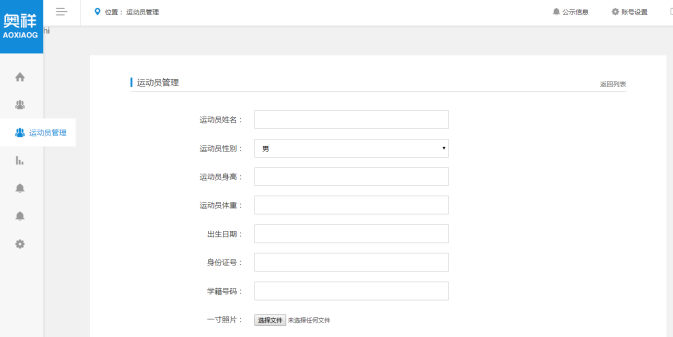 奥祥
AOXIAOG
位置： 运动员管理
公示信息
账号设置
hi
运动员管理
返回列表
运动员管理
运动员姓名：
运动员性别： 男
运动员身高：
运动员体重：
出生日期：
身份证号：
学籍号码：
一寸照片： 选择文件 未选择任何文件